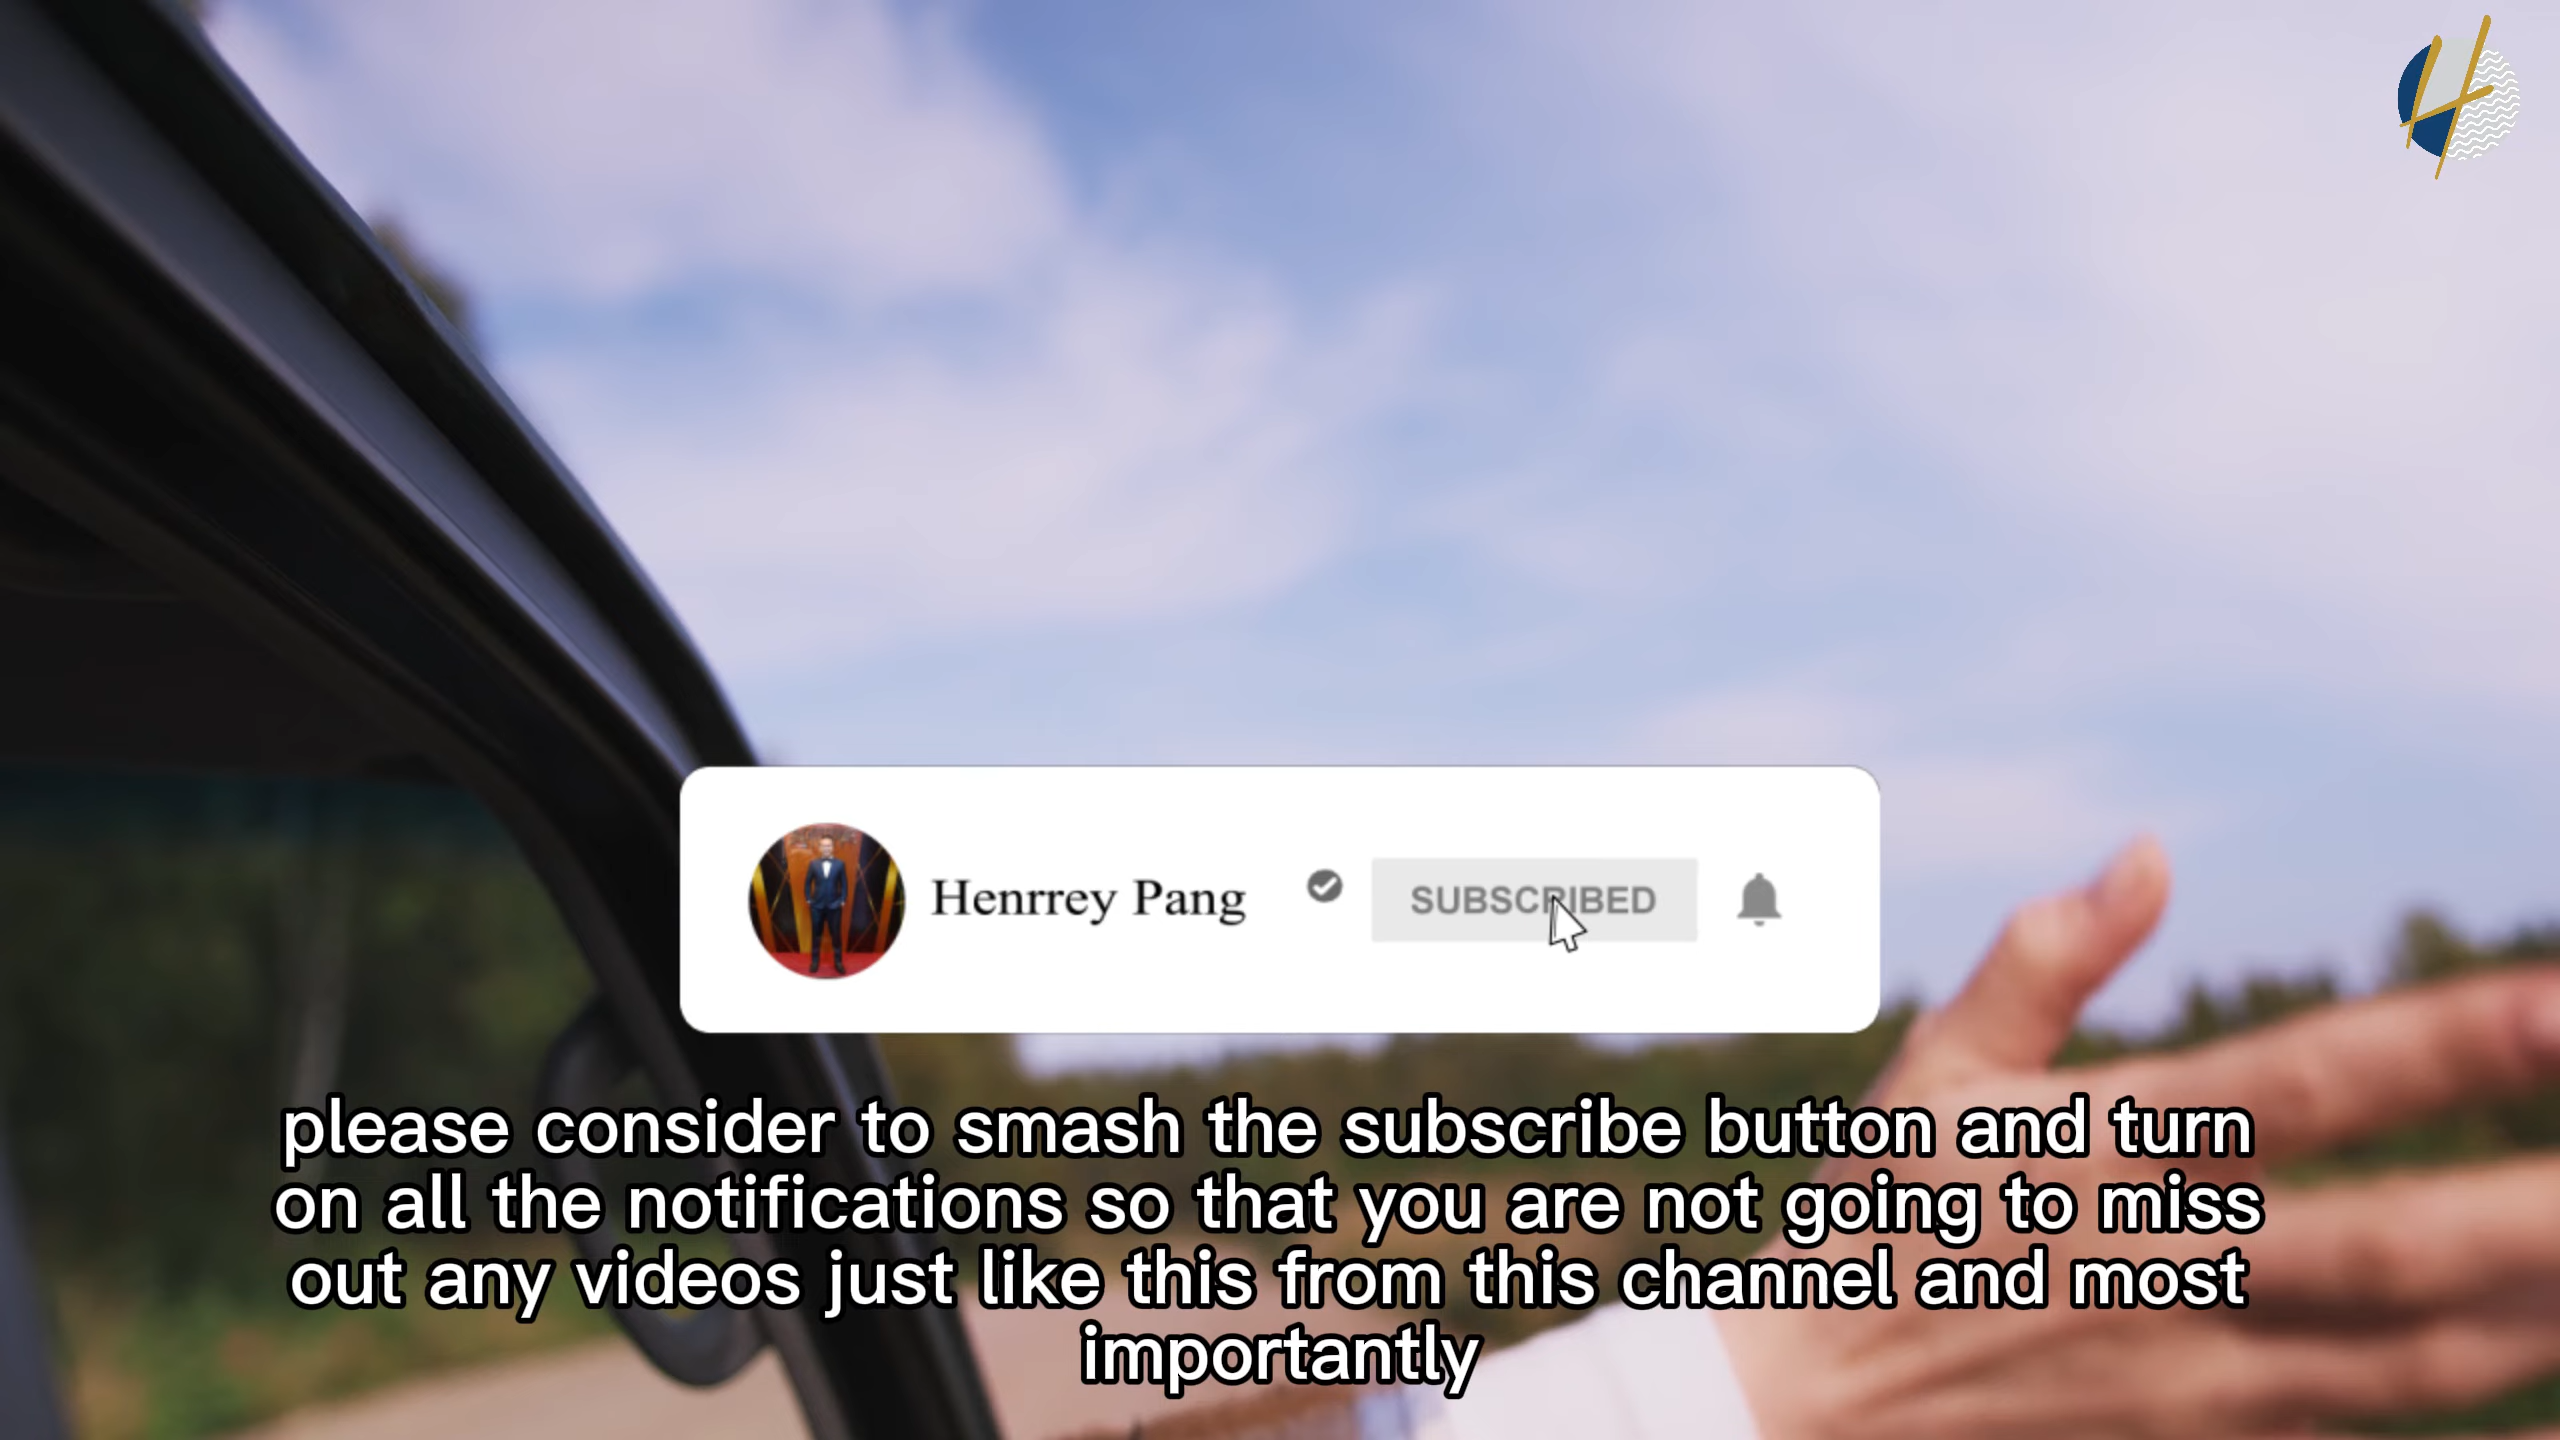 Henrrey Pang
SUBSCRIBED
please consider to smash the subscribe button and turn
on all the notifications so that you are not going to miss
out any videos just like this from this channel and most
importantly